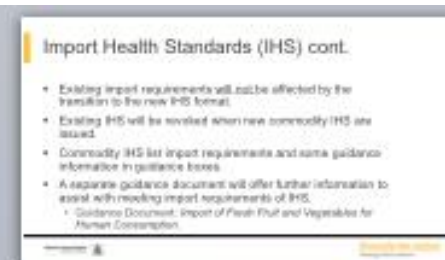 Import Health Standards (IHS) cont.
• Existing import requirements will not be affected by the
transition to the new IHS format.
• Existing IHS will be revoked when new commodity IHS are
issued.
• Commodity IHS list import requirements and some guidance
information in guidance boxes.
• A separate guidance document will offer further information to
assist with meeting import requirements of IHS.
• Guidance Document: Import of Fresh Fruit and Vegetables for
Human Consumption.